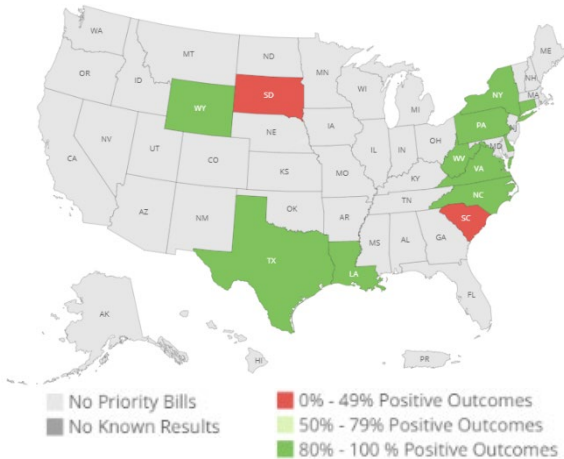 WA
ME
MT
ND
MN
OR
ID
WI
NH
NY
MA
SD
WY
MI
IA
PA
NJ
NE
NV
OH
IL
IN
MD
UT
CO
WV
VA
CA
KS
MO
KY
NC
TN
AZ
NM
OK
AR
SC
MS
AL
GA
TX
LA
FL
AK
HI
PR
No Priority Bills
No Known Results
0% - 49% Positive Outcomes
50% - 79% Positive Outcomes
80% - 100 % Positive Outcomes